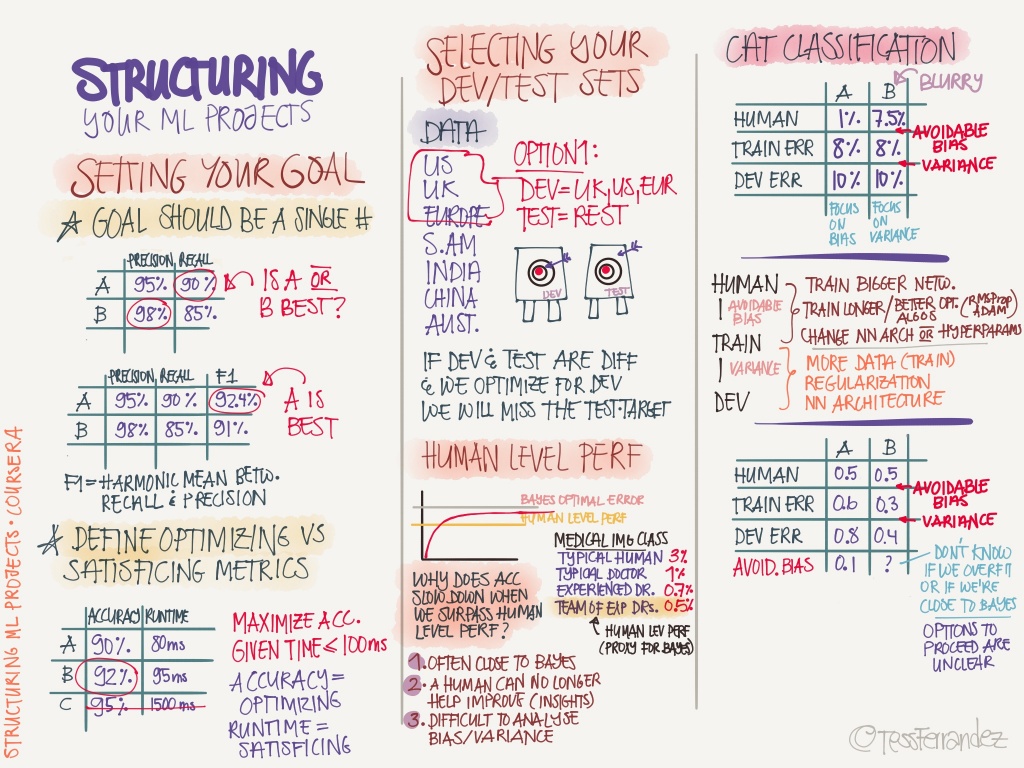 STRUCTURING
YOUR ML PROJECTS
SETTING YOUR GOAL
☆ GOAL SHOULD BE A SINGLE #
PRECISION, RECALL
A 95% 90%
B 98% 85%
IS A OR
B BEST?
PRECISION, RECALL F1
A 95% 90% 92.4%
B 98% 85% 91%
A IS
BEST
F1 = HARMONIC MEAN BETW.
RECALL & PRECISION
☆ DEFINE OPTIMIZING VS
SATISFICING METRICS
ACCURACY RUNTIME
A 90% 80ms
B 92% 95ms
C 95% 1500ms
MAXIMIZE ACC.
GIVEN TIME ≤ 100ms
ACCURACY =
OPTIMIZING
RUNTIME =
SATISFICING
STRUCTURING ML PROJECTS · COURSERA
SELECTING YOUR
DEV/TEST SETS
DATA
US
UK
EUROPE
S.AM
INDIA
CHINA
AUST.
OPTION1:
DEV= UK, US, EUR
TEST= REST
DEV
TEST
IF DEV & TEST ARE DIFF
& WE OPTIMIZE FOR DEV
WE WILL MISS THE TEST·TARGET
HUMAN LEVEL PERF
BAYES OPTIMAL ERROR
HUMAN LEVEL PERF
WHY DOES ACC
SLOW DOWN WHEN
WE SURPASS HUMAN
LEVEL PERF?
MEDICAL IMG CLASS
TYPICAL HUMAN 3%
TYPICAL DOCTOR 1%
EXPERIENCED DR. 0.7%
TEAM OF EXP DRS. 0.5%
HUMAN LEV PERF
(PROXY FOR BAYES)
1. OFTEN CLOSE TO BAYES
2. A HUMAN CAN NO LONGER
HELP IMPROVE (INSIGHTS)
3. DIFFICULT TO ANALYSE
BIAS/VARIANCE
CAT CLASSIFICATION
BLURRY
A B
HUMAN 1% 7.5%
TRAIN ERR 8% 8%
DEV ERR 10% 10%
AVOIDABLE
BIAS
VARIANCE
FOCUS
ON
BIAS
FOCUS
ON
VARIANCE
HUMAN
AVOIDABLE
BIAS
TRAIN
VARIANCE
DEV
TRAIN BIGGER NETW.
TRAIN LONGER/BETTER OPT. ALGOS (RMSProp, ADAM)
CHANGE NN ARCH OR HYPERPARAMS
MORE DATA (TRAIN)
REGULARIZATION
NN ARCHITECTURE
A B
HUMAN 0.5 0.5
TRAIN ERR 0.6 0.3
DEV ERR 0.8 0.4
AVOID. BIAS 0.1 ?
AVOIDABLE
BIAS
VARIANCE
DON'T KNOW
IF WE OVERFIT
OR IF WE'RE
CLOSE TO BAYES
OPTIONS TO
PROCEED ARE
UNCLEAR
©TessFerrandez